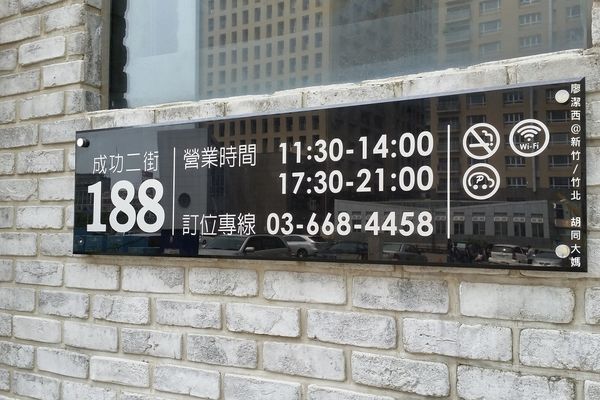 成功二街
188
營業時間 11:30-14:00
17:30-21:00
訂位專線 03-668-4458
Wi-Fi
廖潔西@新竹/竹北 胡同大媽